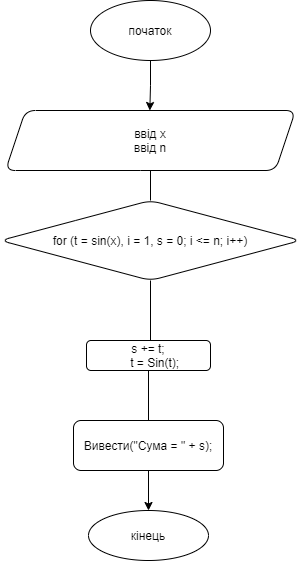 початок
ввід x
ввід n
for (t = sin(x), i = 1, s = 0; i <= n; i++)
s += t;
t = Sin(t);
Вивести("Сума = " + s);
кінець